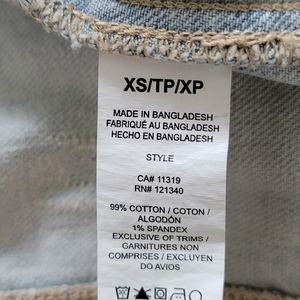 XS/TP/XP
MADE IN BANGLADESH
FABRIQUÉ AU BANGLADESH
HECHO EN BANGLADESH
STYLE
CA# 11319
RN# 121340
99% COTTON / COTON /
ALGODÓN
1% SPANDEX
EXCLUSIVE OF TRIMS /
GARNITURES NON
COMPRISES / EXCLUYEN
DO AVIOS